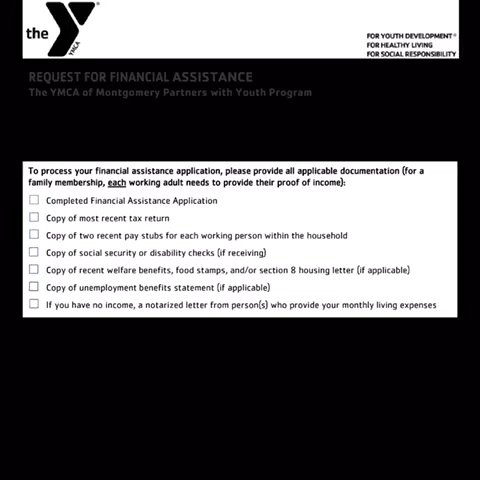 the Y®
YMCA
FOR YOUTH DEVELOPMENT®
FOR HEALTHY LIVING
FOR SOCIAL RESPONSIBILITY
REQUEST FOR FINANCIAL ASSISTANCE
The YMCA of Montgomery Partners with Youth Program
To process your financial assistance application, please provide all applicable documentation (for a
family membership, each working adult needs to provide their proof of income):
Completed Financial Assistance Application
Copy of most recent tax return
Copy of two recent pay stubs for each working person within the household
Copy of social security or disability checks (if receiving)
Copy of recent welfare benefits, food stamps, and/or section 8 housing letter (if applicable)
Copy of unemployment benefits statement (if applicable)
If you have no income, a notarized letter from person(s) who provide your monthly living expenses